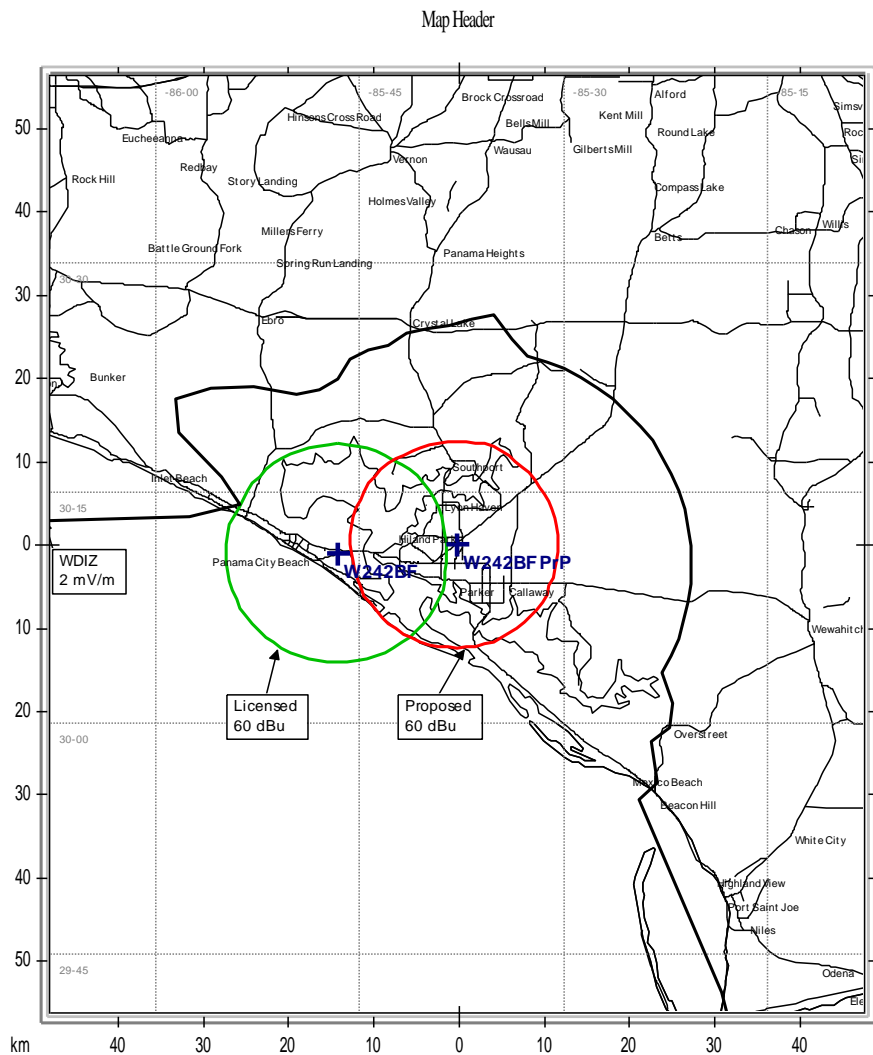 Map Header
-86-00
-85-45
-85-30
-85-15
Brock Crossroad
Alford
Simsv
Hinsons Cross Road
Bells Mill
Kent Mill
Eucheeanna
Round Lake
Roc
Wausau
Gilberts Mill
Redbay
Vernon
Rock Hill
Story Landing
Compass Lake
Holmes Valley
Millers Ferry
Chason
Wills
Betts
Battle Ground Fork
Panama Heights
Spring Run Landing
30-30
Ebro
Crystal Lake
Bunker
Southport
Inlet Beach
30-15
Lynn Haven
Hiland Park
WDIZ
2 mV/m
Panama City Beach
W242BF
W242BF PrP
Parker
Callaway
Wewahitch
Licensed
60 dBu
Proposed
60 dBu
30-00
Overstreet
Mexico Beach
Beacon Hill
White City
Highland View
Port Saint Joe
Niles
29-45
Odena
Ele
50
40
30
20
10
0
10
20
30
40
50
km
40
30
20
10
0
10
20
30
40